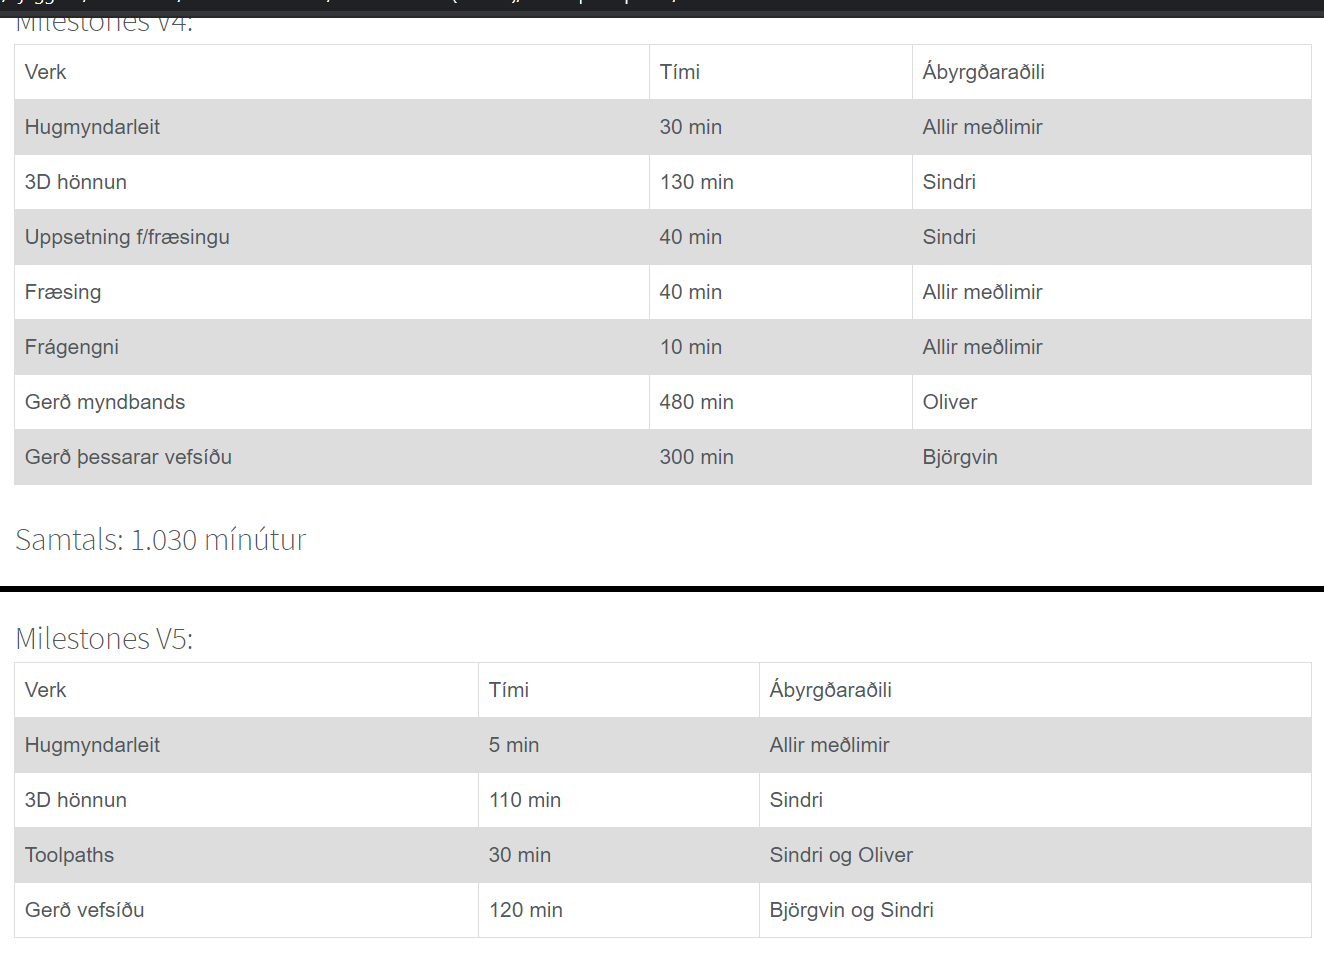 Milestones V4:
Verk Tími Ábyrgðaraðili
Hugmyndarleit 30 min Allir meðlimir
3D hönnun 130 min Sindri
Uppsetning f/fræsingu 40 min Sindri
Fræsing 40 min Allir meðlimir
Frágengni 10 min Allir meðlimir
Gerð myndbands 480 min Oliver
Gerð þessarar vefsíðu 300 min Björgvin
Samtals: 1.030 mínútur
Milestones V5:
Verk Tími Ábyrgðaraðili
Hugmyndarleit 5 min Allir meðlimir
3D hönnun 110 min Sindri
Toolpaths 30 min Sindri og Oliver
Gerð vefsíðu 120 min Björgvin og Sindri